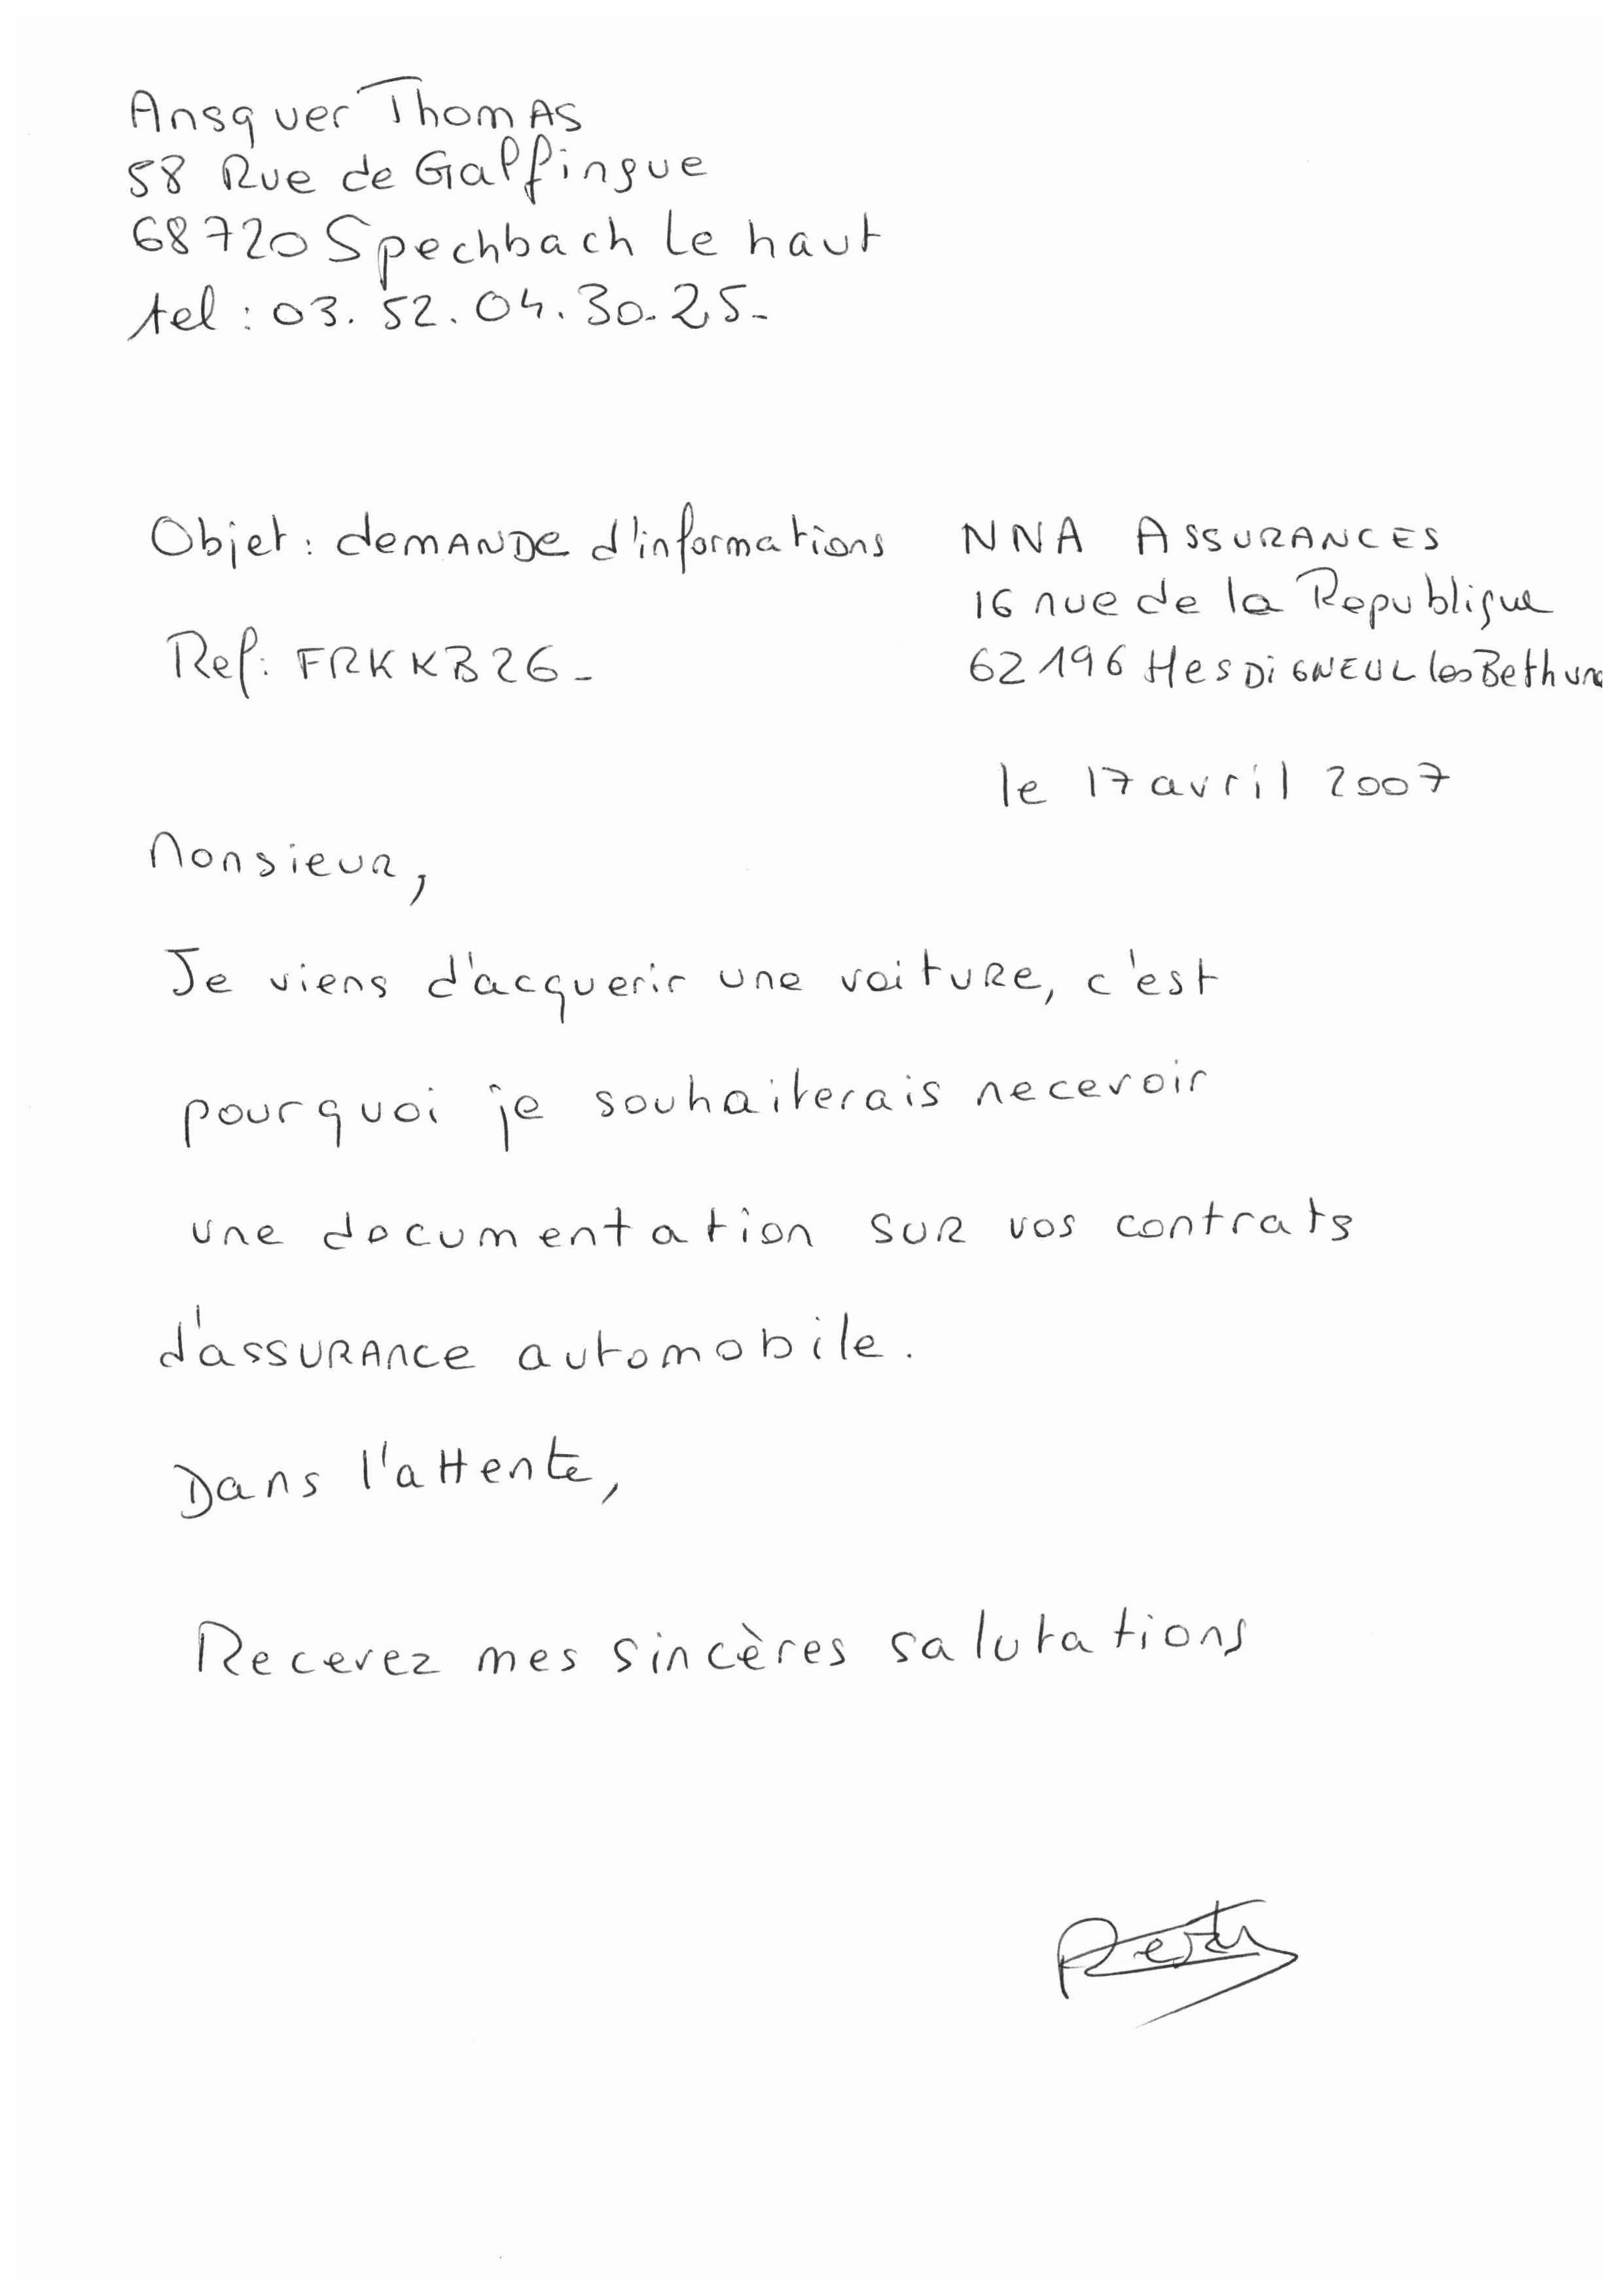 Ansquer Thomas
58 Rue de Galfingue
68720 Spechbach Le haut
tel : 03. 52. 04. 30. 25.
Objet : demANDe d'informations
Ref: FRKKB26 -
NNA ASSURANCES
16 rue de la Republique
62196 HesDiGNEUL les Bethune
le 17 avril 2007
Monsieur,
Je viens d'acquerir une voiture, c'est
pourquoi je souhaiterais recevoir
une documentation sur vos contrats
d'assurance automobile.
Dans l'attente,
Recevez mes sincères salutations